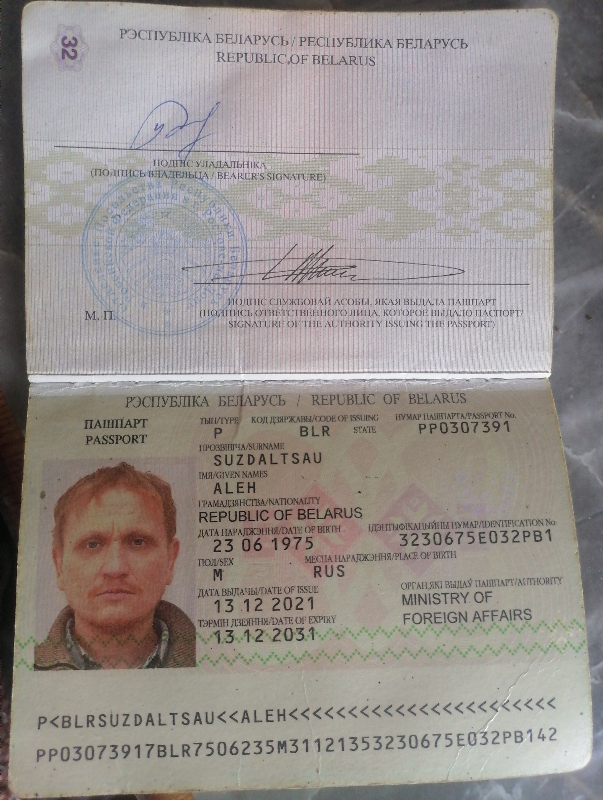 32
РЭСПУБЛІКА БЕЛАРУСЬ / РЕСПУБЛИКА БЕЛАРУСЬ
REPUBLIC OF BELARUS
ПОДПІС УЛАДАЛЬНІКА
(ПОДПИСЬ ВЛАДЕЛЬЦА / BEARER'S SIGNATURE)
М. П.
ПОДПІС СЛУЖБОВАЙ АСОБЫ, ЯКАЯ ВЫДАЛА ПАШПАРТ
(ПОДПИСЬ ОТВЕТСТВЕННОГО ЛИЦА, КОТОРОЕ ВЫДАЛО ПАСПОРТ/
SIGNATURE OF THE AUTHORITY ISSUING THE PASSPORT)
РЭСПУБЛІКА БЕЛАРУСЬ / REPUBLIC OF BELARUS
ПАШПАРТ
PASSPORT
ТЫП/TYPE КОД ДЗЯРЖАВЫ/CODE OF ISSUING STATE НУМАР ПАШПАРТА/PASSPORT No.
P BLR PP0307391
ПРОЗВІШЧА/SURNAME
SUZDALTSAU
ІМЯ/GIVEN NAMES
ALEH
ГРАМАДЗЯНСТВА/NATIONALITY
REPUBLIC OF BELARUS
ДАТА НАРАДЖЭННЯ/DATE OF BIRTH ІДЭНТЫФІКАЦЫЙНЫ НУМАР/IDENTIFICATION No.
23 06 1975 3230675E032PB1
ПОЛ/SEX МЕСЦА НАРАДЖЭННЯ/PLACE OF BIRTH
M RUS
ДАТА ВЫДАЧЫ/DATE OF ISSUE ОРГАН,ЯКІ ВЫДАЎ ПАШПАРТ/AUTHORITY
13 12 2021 MINISTRY OF
FOREIGN AFFAIRS
ТЭРМІН ДЗЕЯННЯ/DATE OF EXPIRY
13 12 2031
P<BLRSUZDALTSAU<<ALEH<<<<<<<<<<<<<<<<<<<<<<<
PP03073917BLR7506235M31121353230675E032PB142